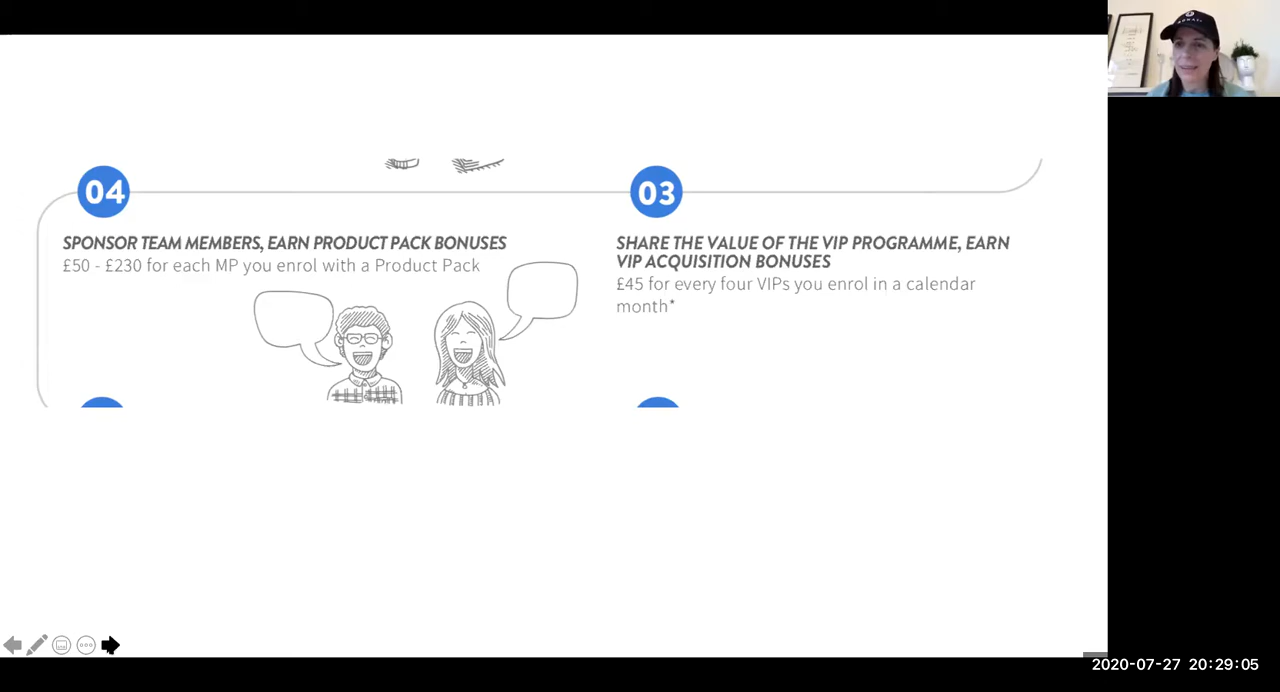 04
SPONSOR TEAM MEMBERS, EARN PRODUCT PACK BONUSES
£50 - £230 for each MP you enrol with a Product Pack
03
SHARE THE VALUE OF THE VIP PROGRAMME, EARN
VIP ACQUISITION BONUSES
£45 for every four VIPs you enrol in a calendar
month*
2020-07-27 20:29:05